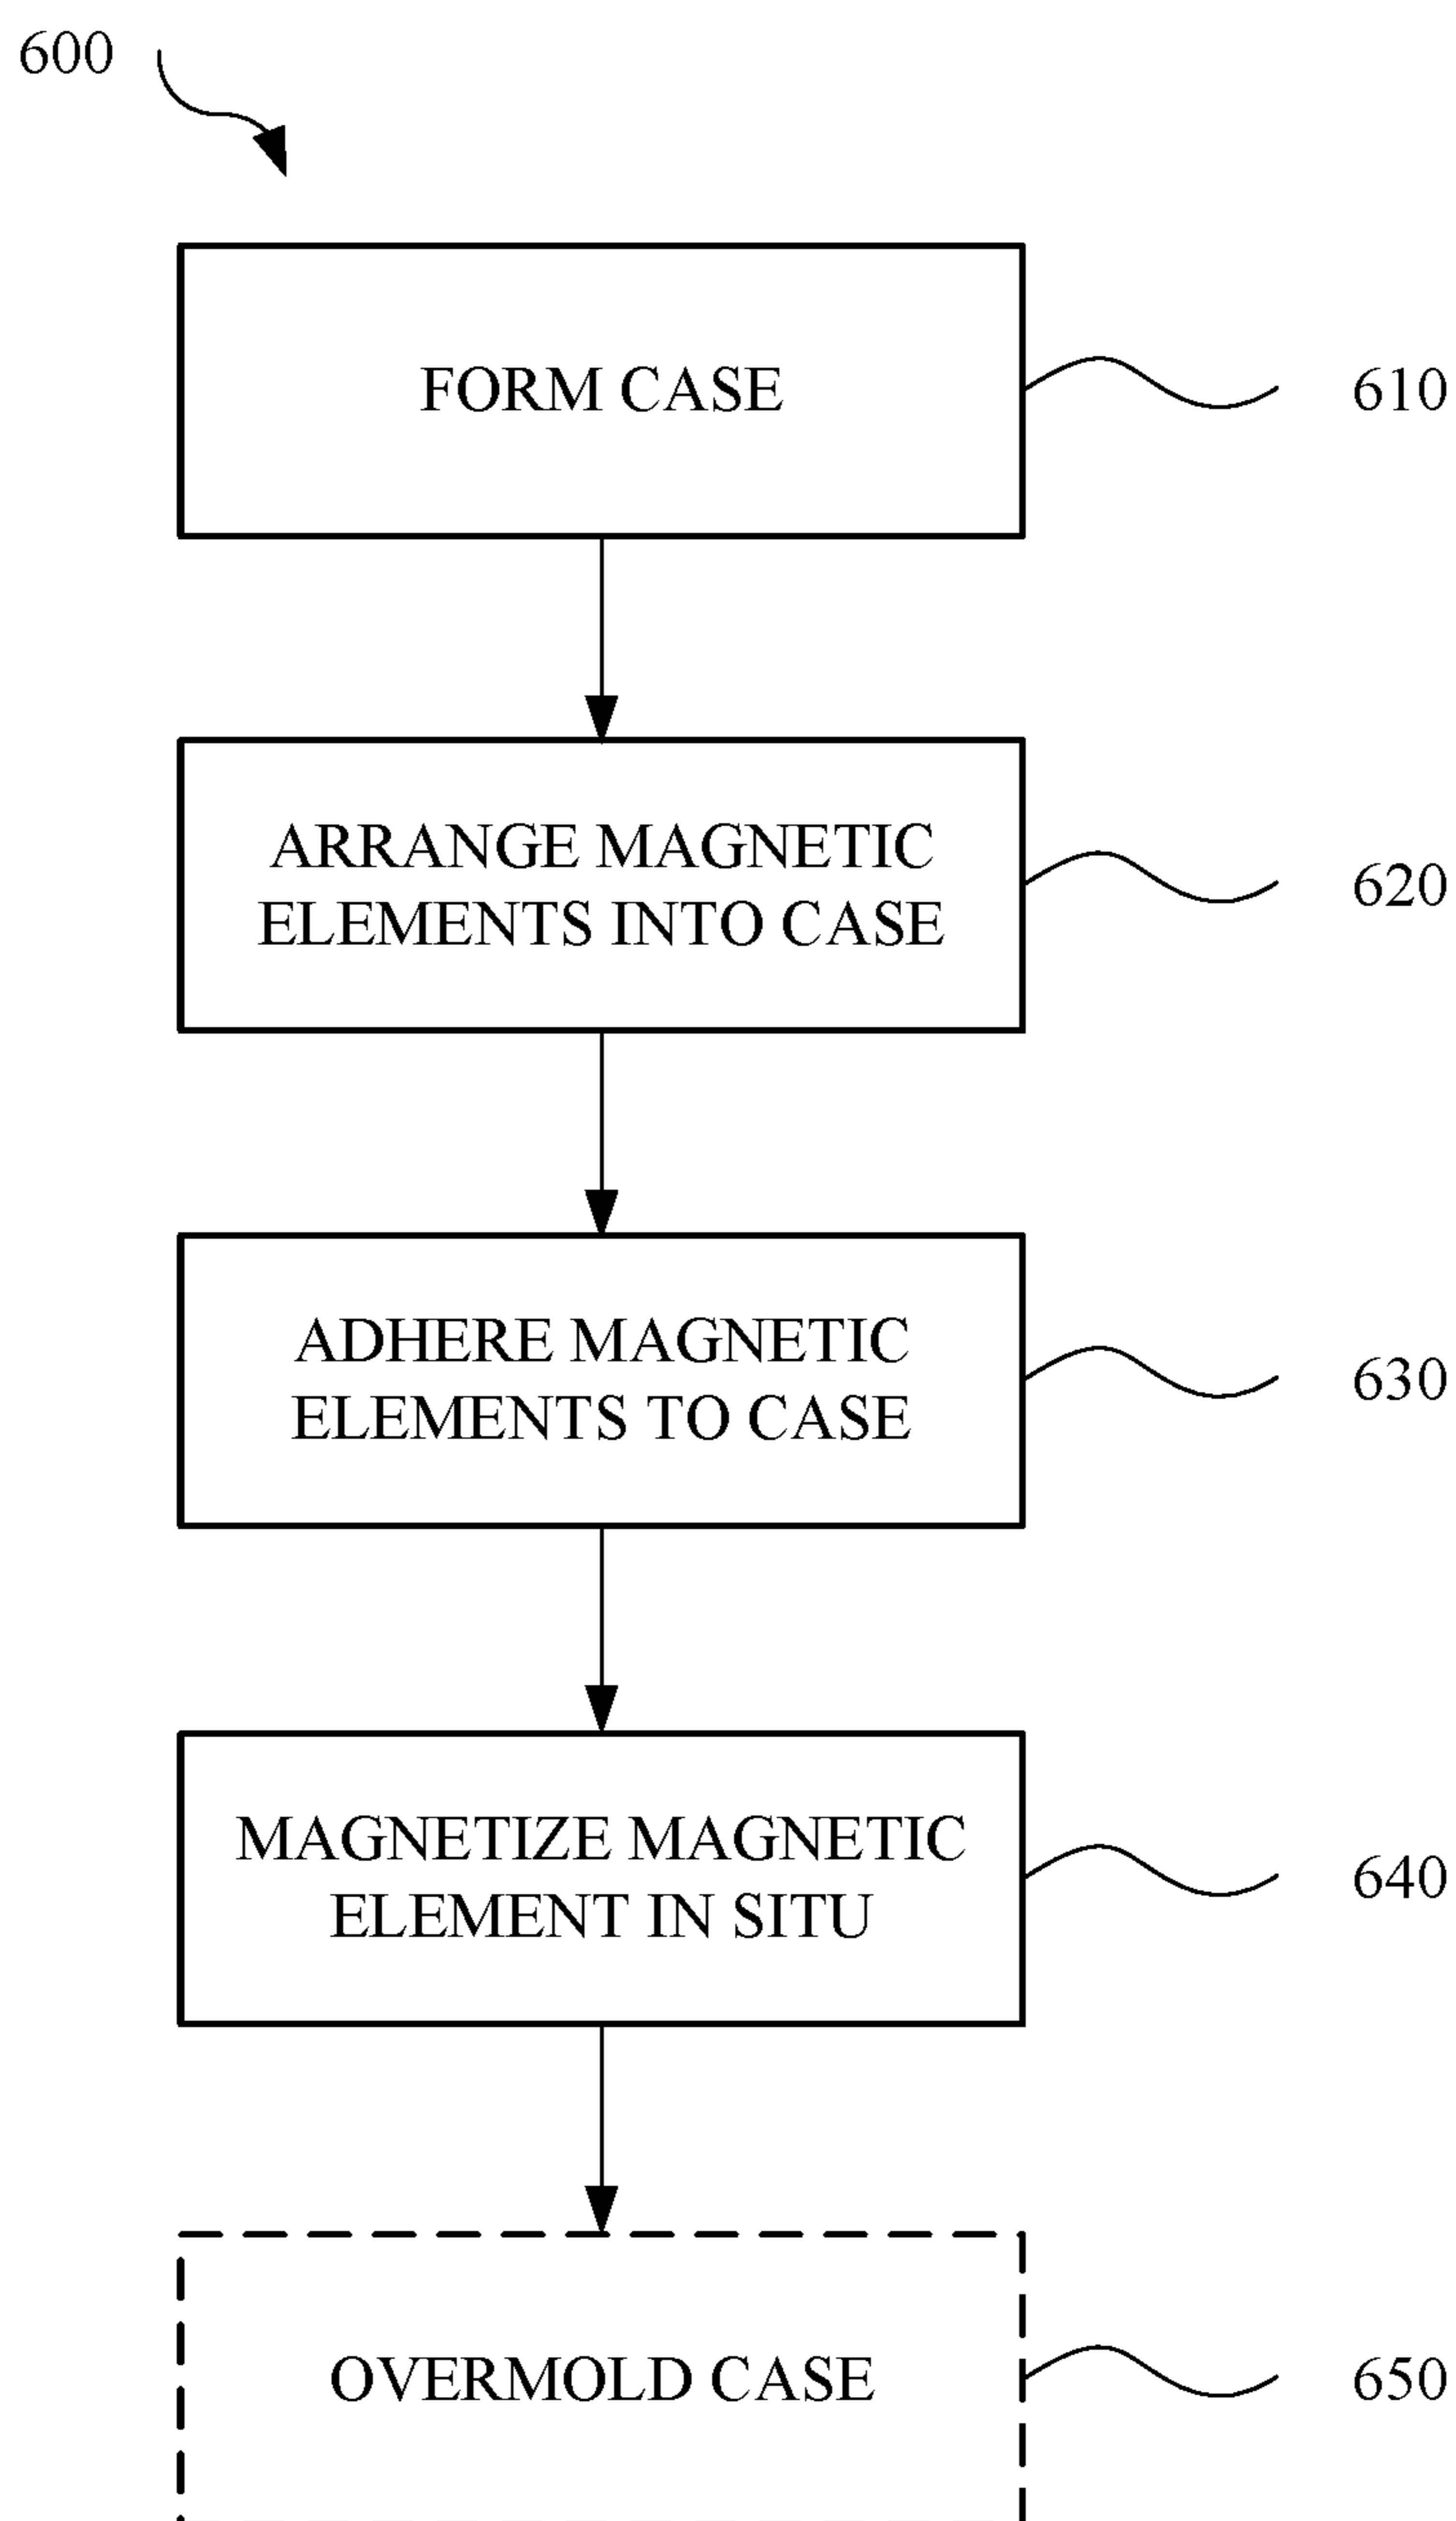 600
FORM CASE
610
ARRANGE MAGNETIC
ELEMENTS INTO CASE
620
ADHERE MAGNETIC
ELEMENTS TO CASE
630
MAGNETIZE MAGNETIC
ELEMENT IN SITU
640
OVERMOLD CASE
650